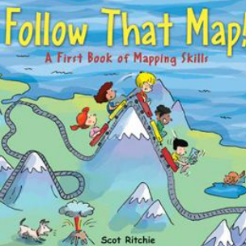 Follow That Map!
A First Book of Mapping Skills
Scot Ritchie